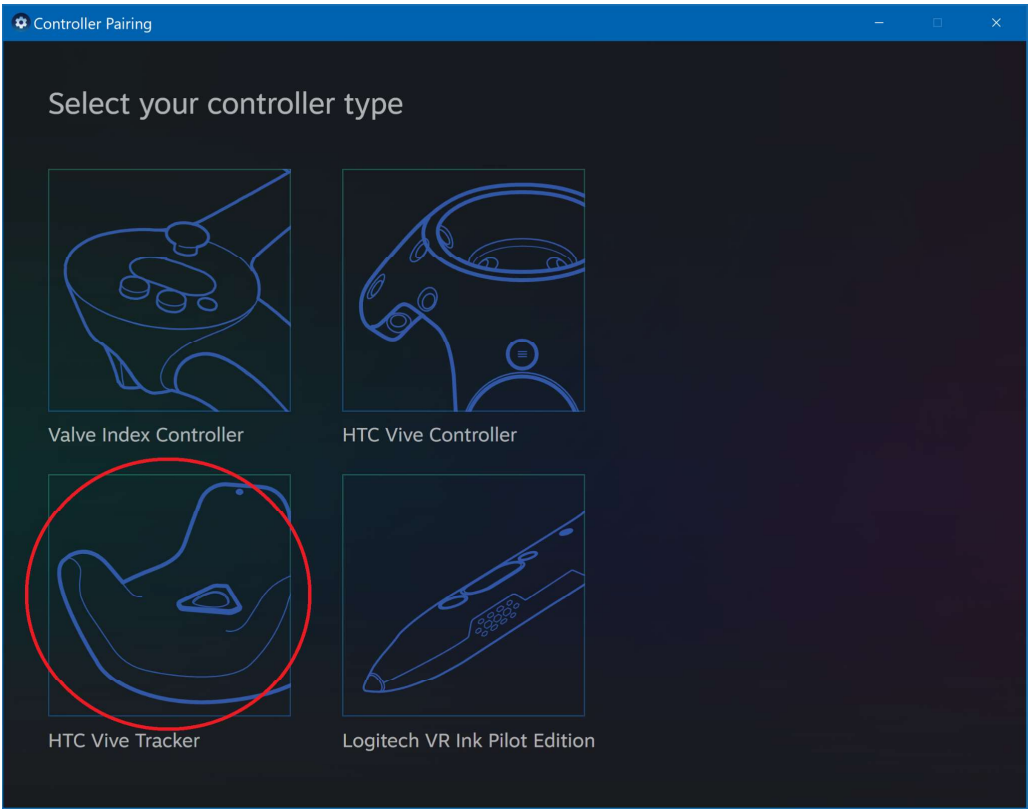 Controller Pairing
Select your controller type
Valve Index Controller
HTC Vive Controller
HTC Vive Tracker
Logitech VR Ink Pilot Edition